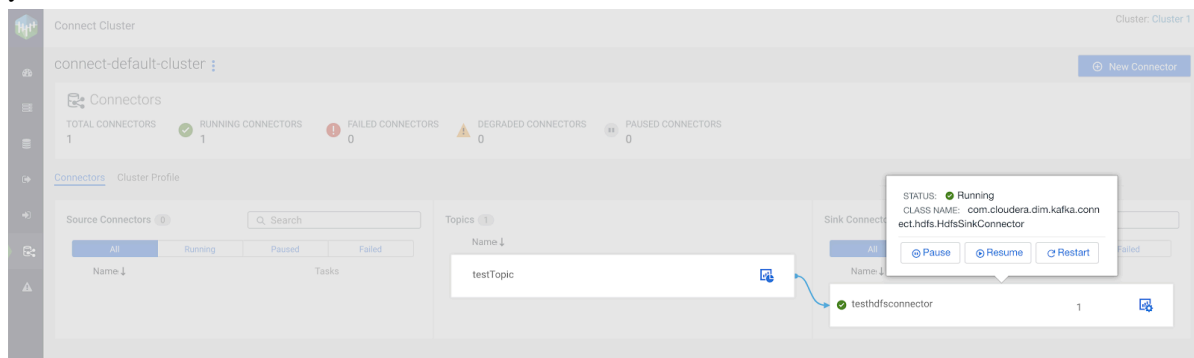 Connect Cluster
Cluster: Cluster 1
connect-default-cluster
New Connector
Connectors
TOTAL CONNECTORS
1
RUNNING CONNECTORS
1
FAILED CONNECTORS
0
DEGRADED CONNECTORS
0
PAUSED CONNECTORS
0
Connectors Cluster Profile
Source Connectors 0
Search
All Running Paused Failed
Name Tasks
Topics 1
Name
testTopic
Sink Connecto
All
Failed
Name
STATUS: Running
CLASS NAME: com.cloudera.dim.kafka.conn
ect.hdfs.HdfsSinkConnector
Pause Resume Restart
testhdfsconnector 1